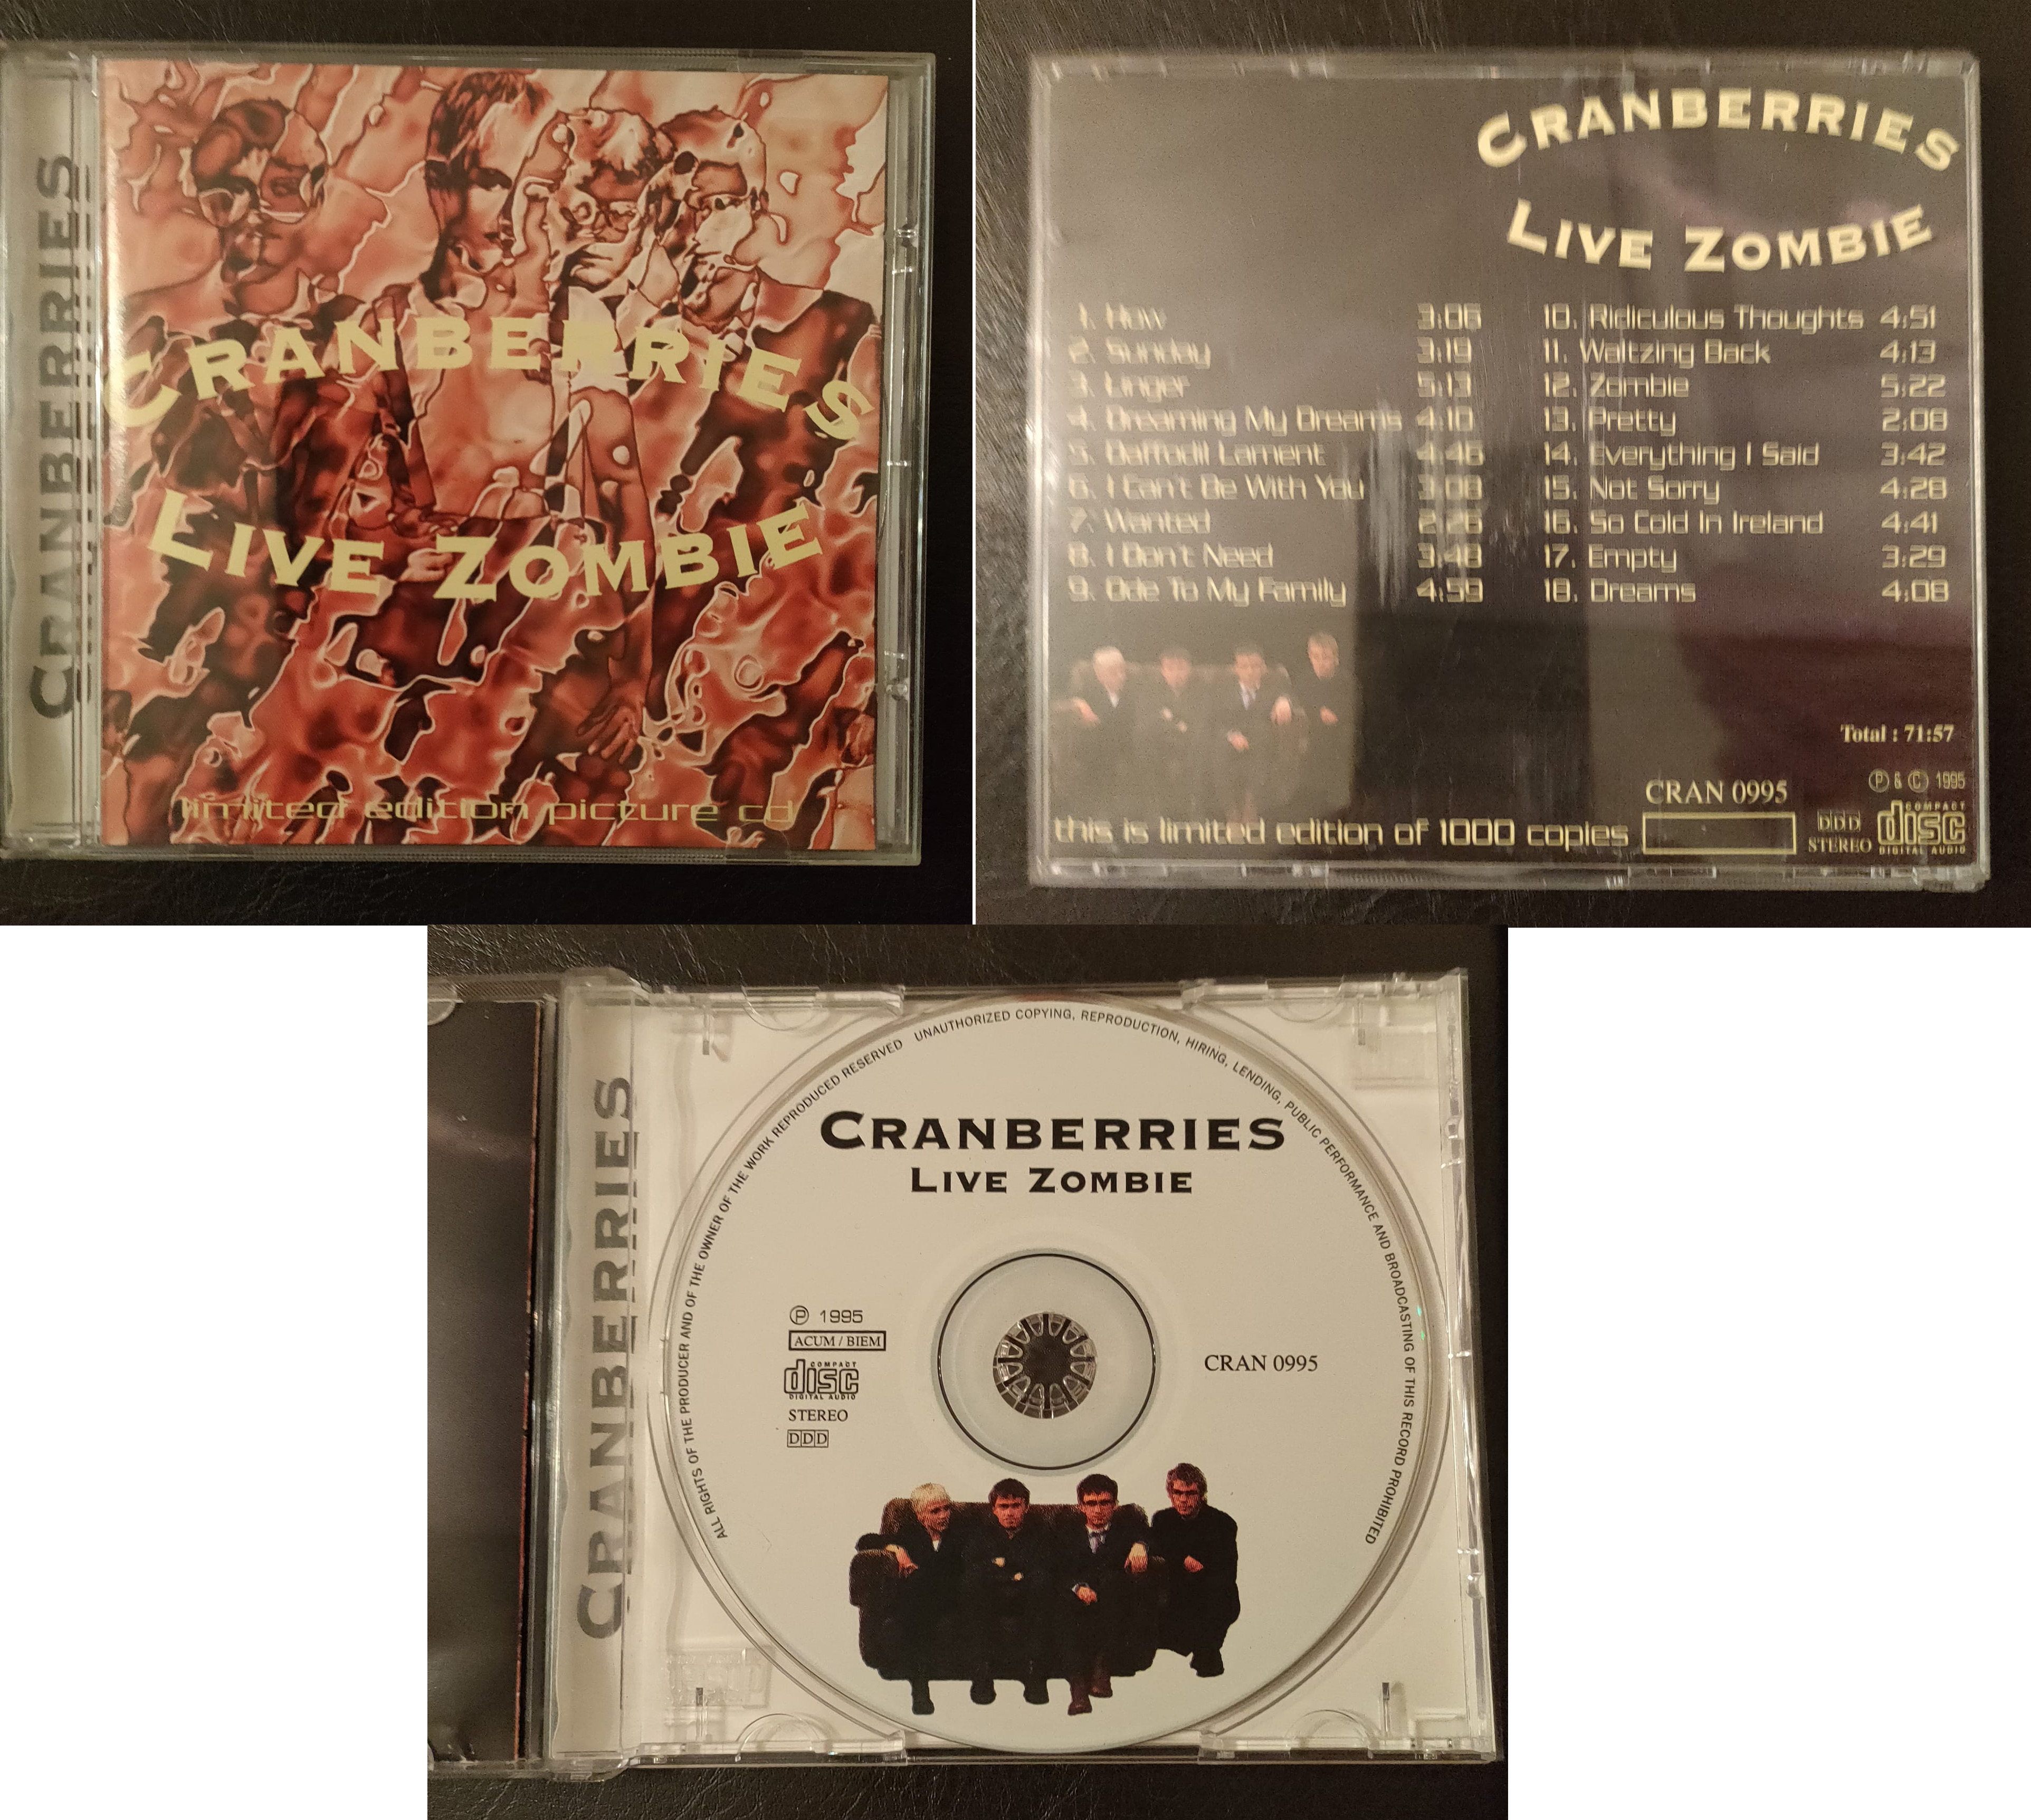 CRANBERRIES
CRANBERRIES
LIVE ZOMBIE
limited edition picture cd
CRANBERRIES
LIVE ZOMBIE
1. How 3:06
2. Sunday 3:19
3. Linger 5:13
4. Dreaming My Dreams 4:10
5. Daffodil Lament 4:46
6. I Can't Be With You 3:08
7. Wanted 2:26
8. I Don't Need 3:48
9. Ode To My Family 4:59
10. Ridiculous Thoughts 4:51
11. Waltzing Back 4:13
12. Zombie 5:22
13. Pretty 2:08
14. Everything I Said 3:42
15. Not Sorry 4:28
16. So Cold In Ireland 4:41
17. Empty 3:29
18. Dreams 4:08
Total : 71:57
Ⓟ & Ⓒ 1995
CRAN 0995
this is limited edition of 1000 copies
DDD
STEREO
COMPACT
disc
DIGITAL AUDIO
CRANBERRIES
ALL RIGHTS OF THE PRODUCER AND OF THE OWNER OF THE WORK REPRODUCED RESERVED UNAUTHORIZED COPYING, REPRODUCTION, HIRING, LENDING, PUBLIC PERFORMANCE AND BROADCASTING OF THIS RECORD PROHIBITED
CRANBERRIES
LIVE ZOMBIE
Ⓟ 1995
ACUM / BIEM
COMPACT
disc
DIGITAL AUDIO
STEREO
DDD
CRAN 0995